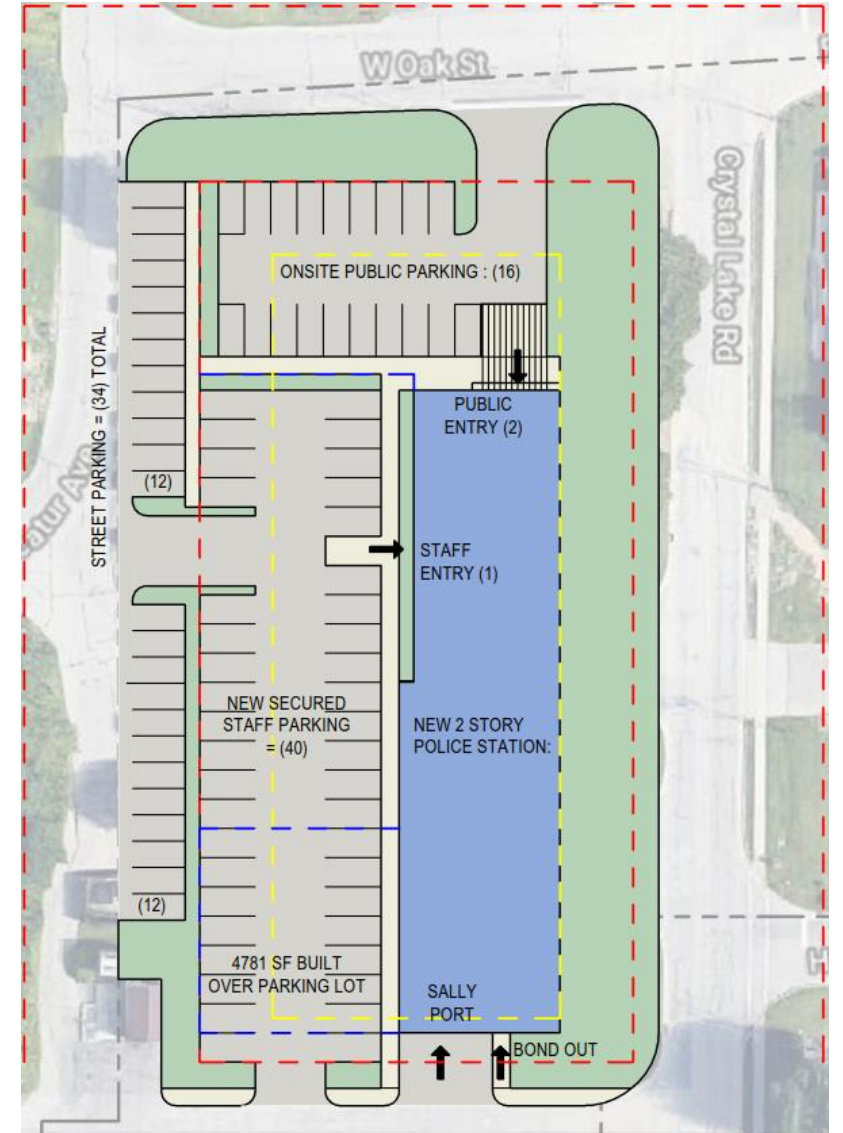 W Oak St
Crystal Lake Rd
ONSITE PUBLIC PARKING : (16)
STREET PARKING = (34) TOTAL
PUBLIC
ENTRY (2)
(12)
STAFF
ENTRY (1)
NEW SECURED
STAFF PARKING
= (40)
NEW 2 STORY
POLICE STATION:
(12)
4781 SF BUILT
OVER PARKING LOT
SALLY
PORT
BOND OUT